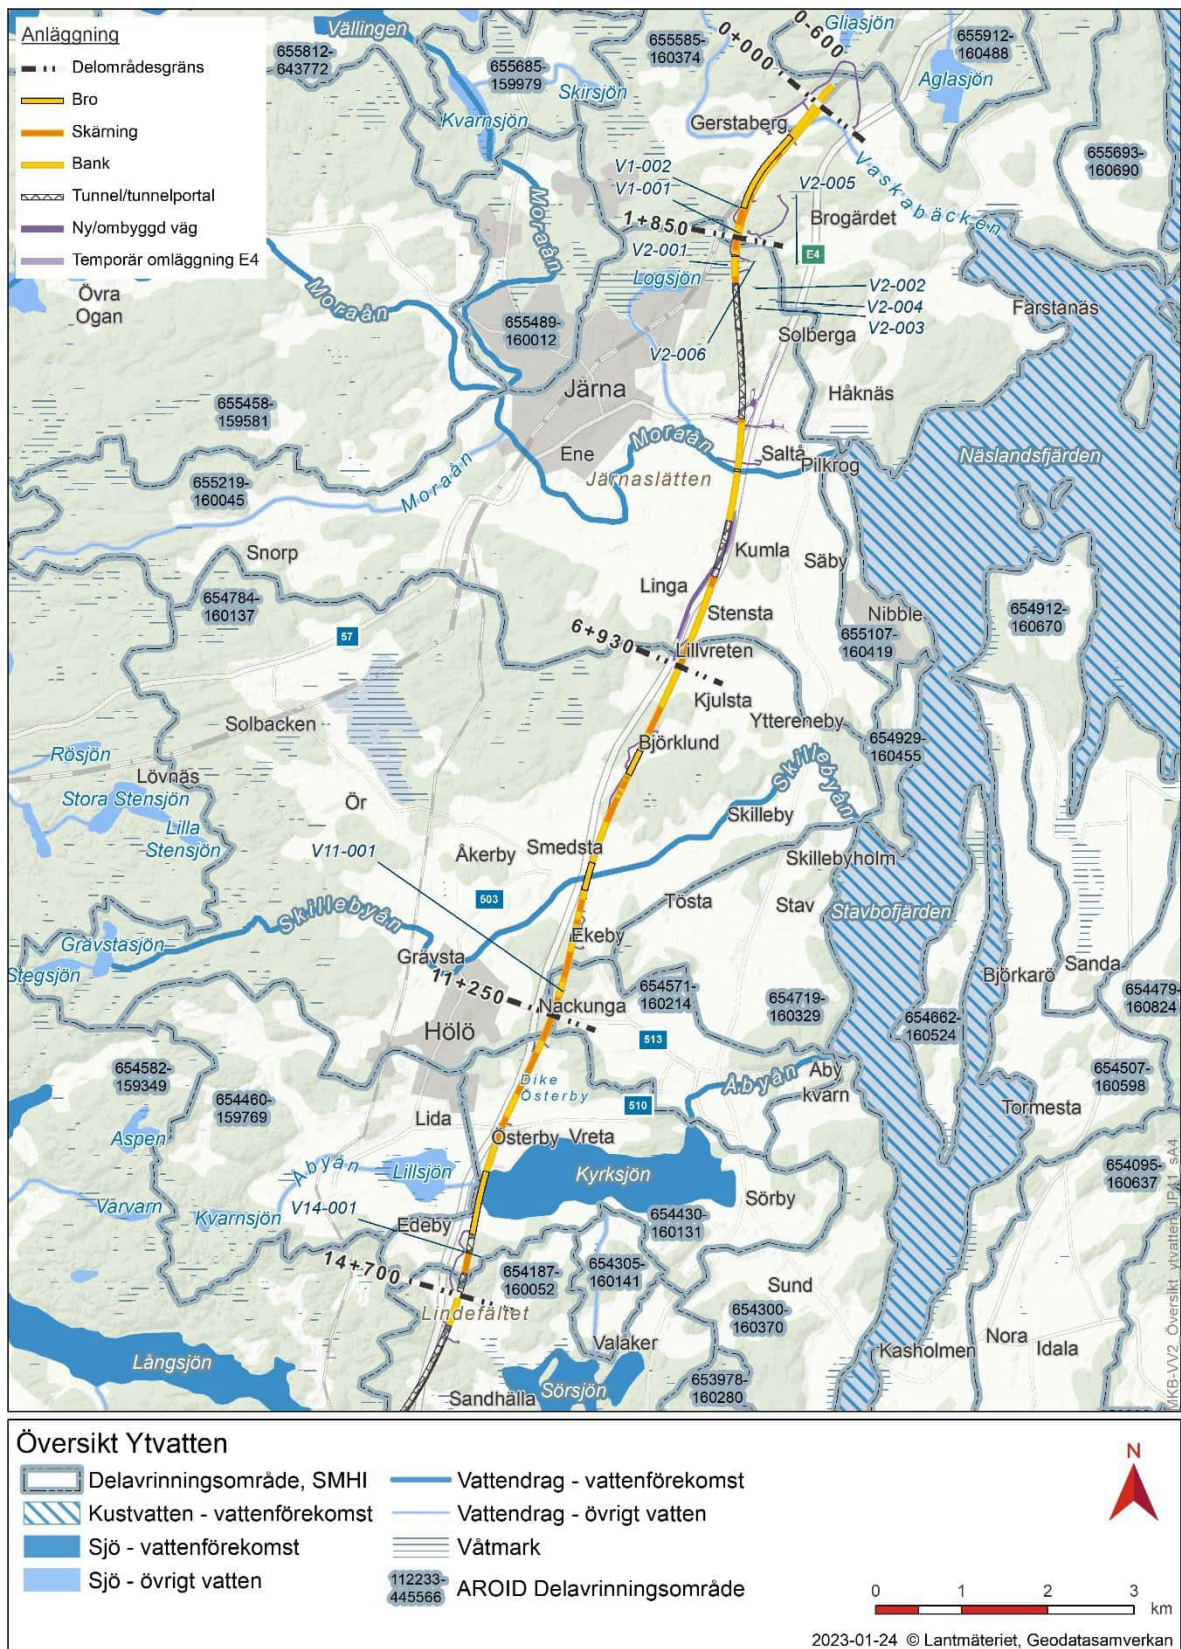 Anläggning
Delområdesgräns
Bro
Skärning
Bank
Tunnel/tunnelportal
Ny/ombyggd väg
Temporär omläggning E4
Vällingen
655812-
643772
655685-
159979
Skirsjön
Kvarnsjön
655585-
160374
0+000
0-600
Gliasjön
655912-
160488
Aglasjön
Gerstaberg
655693-
160690
Vaskabäcken
V1-002
V1-001
V2-005
Brogärdet
1+850
E4
V2-001
Logsjön
V2-002
V2-004
V2-003
V2-006
Solberga
Farstanäs
Moraån
Moraån
Övra
Ogan
655489-
160012
Järna
Håknäs
655458-
159581
Ene
Moraån
Saltå
Pilkrog
Näslandsfjärden
Järnaslätten
Moraån
655219-
160045
Snorp
Kumla
Säby
Linga
Stensta
Nibble
654784-
160137
654912-
160670
57
6+930
Lillvreten
655107-
160419
Kjulsta
Solbacken
Yttereneby
654929-
160455
Björklund
Rösjön
Lövnäs
Stora Stensjön
Lilla
Stensjön
Ör
Skillebyån
Skilleby
V11-001
Åkerby
Smedsta
Skillebyholm
503
Tösta
Stav
Stavbofjärden
Skillebyån
Grävstasjön
Stegsjön
Grävsta
Ekeby
Björkarö
Sanda
11+250
Nackunga
654571-
160214
654719-
160329
654662-
160524
654479-
160824
Hölö
513
654582-
159349
654460-
159769
Dike
Österby
Åbyån
Åby
kvarn
654507-
160598
510
Tormesta
Aspen
Lida
Österby
Vreta
Åbyån
Lillsjön
Kyrksjön
654095-
160637
Varvarn
Kvarnsjön
V14-001
Edeby
Sörby
654430-
160131
14+700
654187-
160052
654305-
160141
Sund
Lindefältet
654300-
160370
Valåker
Nora
Idala
Långsjön
Kasholmen
Sandhälla
Sörsjön
653978-
160280
MKB-VV2_Översikt_ytvatten_JP41_sA4
Översikt Ytvatten
Delavrinningsområde, SMHI
Kustvatten - vattenförekomst
Sjö - vattenförekomst
Sjö - övrigt vatten
Vattendrag - vattenförekomst
Vattendrag - övrigt vatten
Våtmark
112233-
445566
AROID Delavrinningsområde
N
0 1 2 3
km
2023-01-24 © Lantmäteriet, Geodatasamverkan